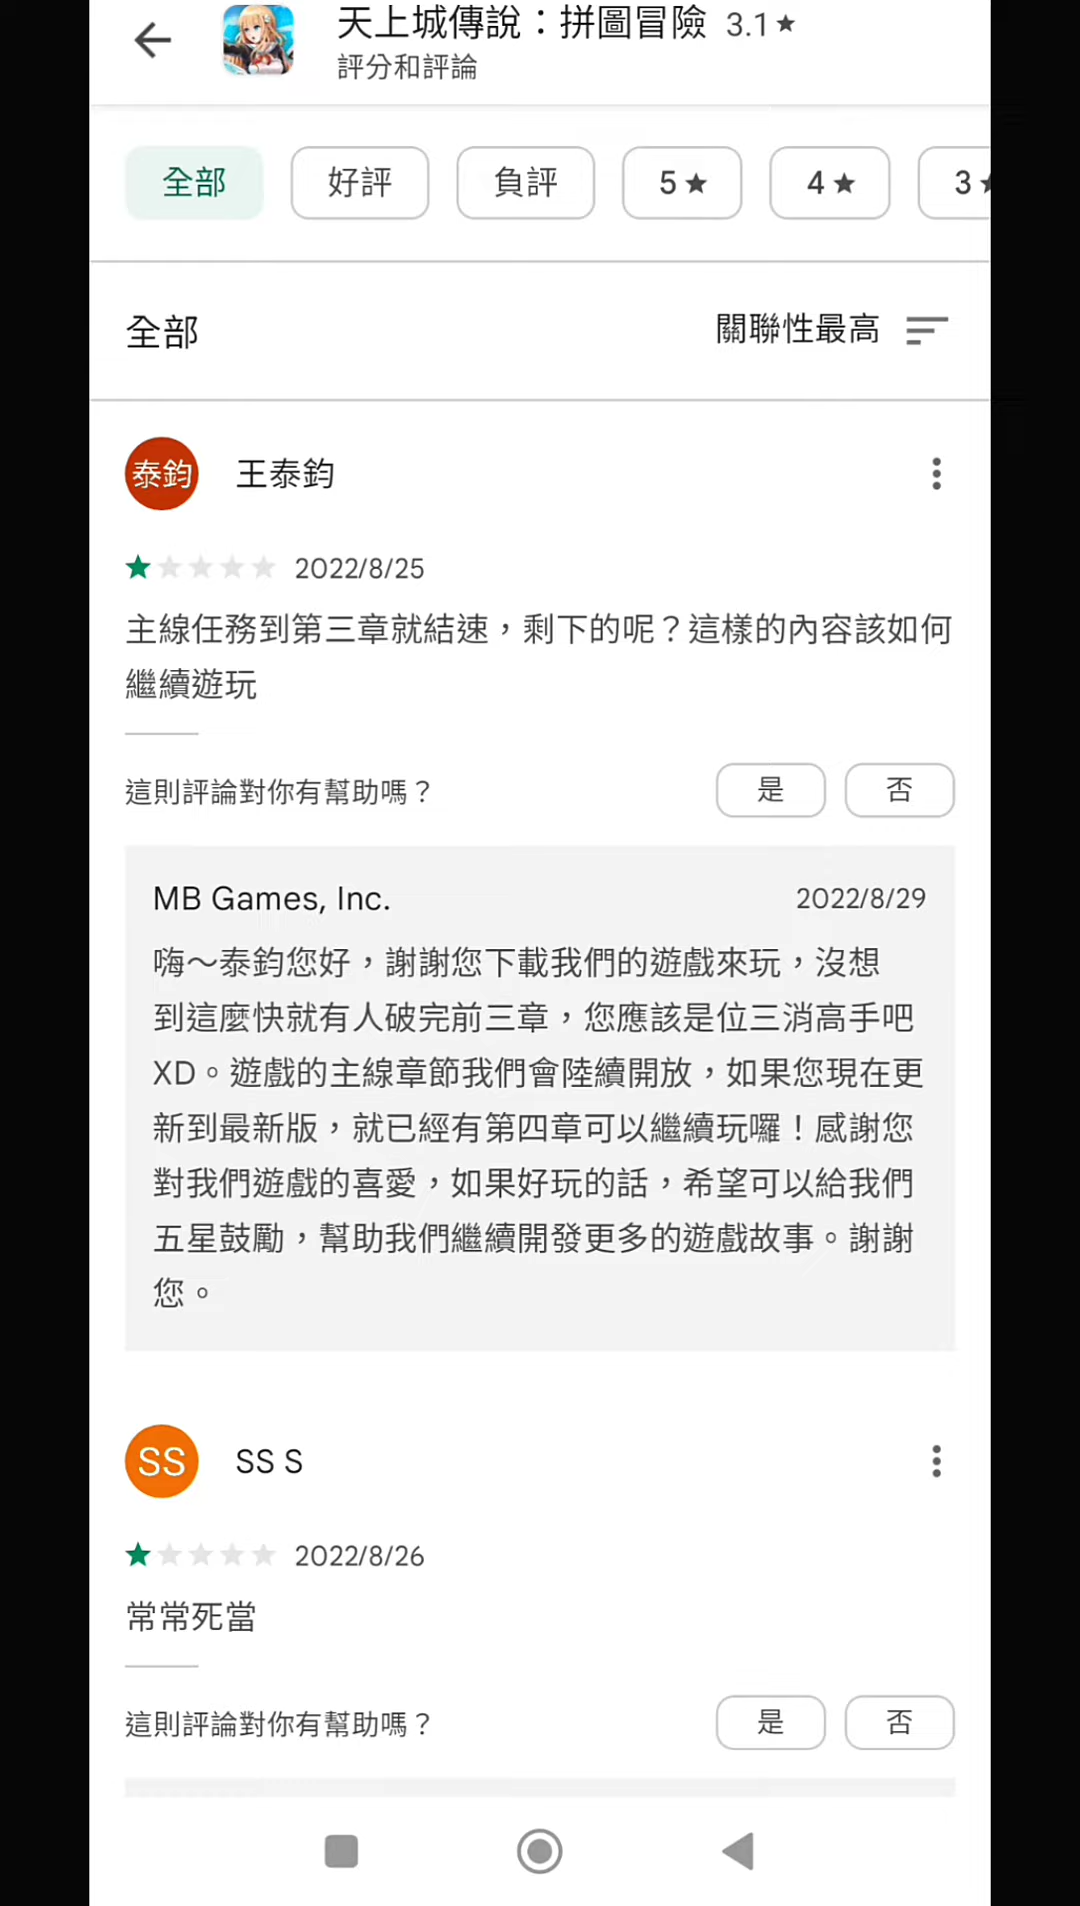 天上城傳說：拼圖冒險 3.1★
評分和評論
全部 好評 負評 5★ 4★ 3★
全部 關聯性最高
泰鈞 王泰鈞
2022/8/25
主線任務到第三章就結速，剩下的呢？這樣的內容該如何
繼續遊玩
這則評論對你有幫助嗎？ 是 否
MB Games, Inc. 2022/8/29
嗨～泰鈞您好，謝謝您下載我們的遊戲來玩，沒想
到這麼快就有人破完前三章，您應該是位三消高手吧
XD。遊戲的主線章節我們會陸續開放，如果您現在更
新到最新版，就已經有第四章可以繼續玩囉！感謝您
對我們遊戲的喜愛，如果好玩的話，希望可以給我們
五星鼓勵，幫助我們繼續開發更多的遊戲故事。謝謝
您。
SS SS S
2022/8/26
常常死當
這則評論對你有幫助嗎？ 是 否